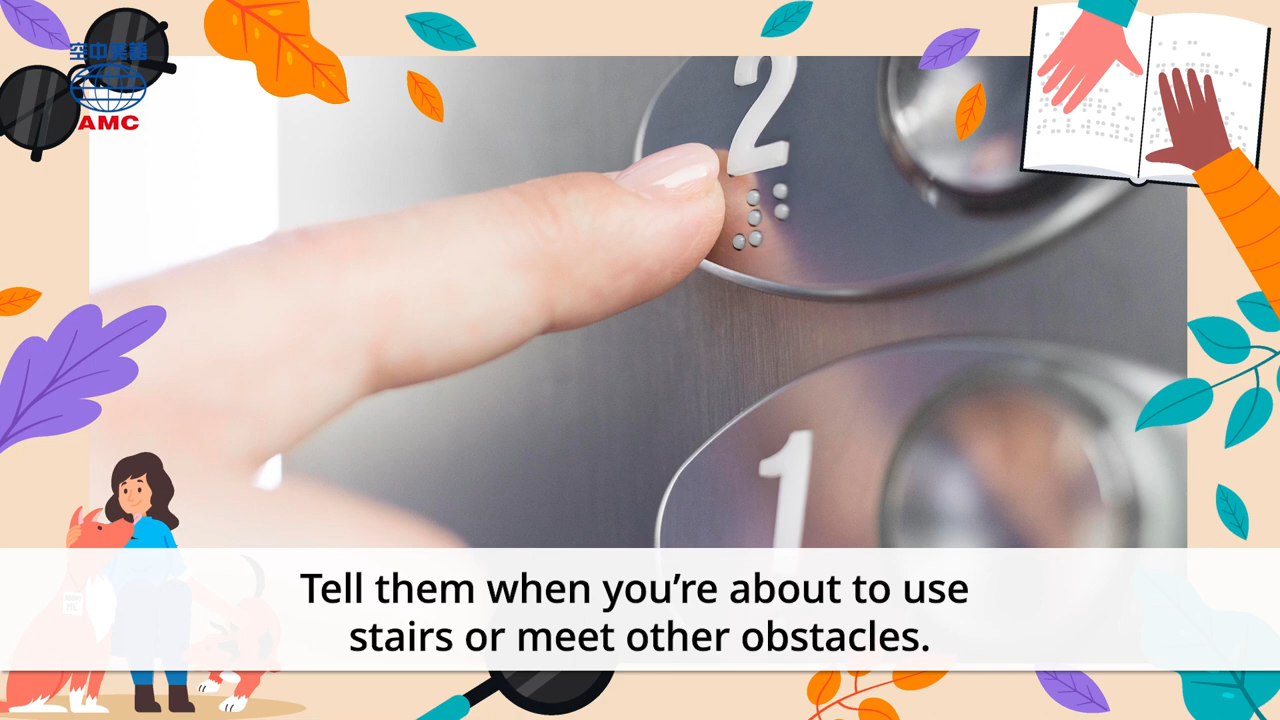 空中英語
AMC
2
1
Tell them when you’re about to use
stairs or meet other obstacles.